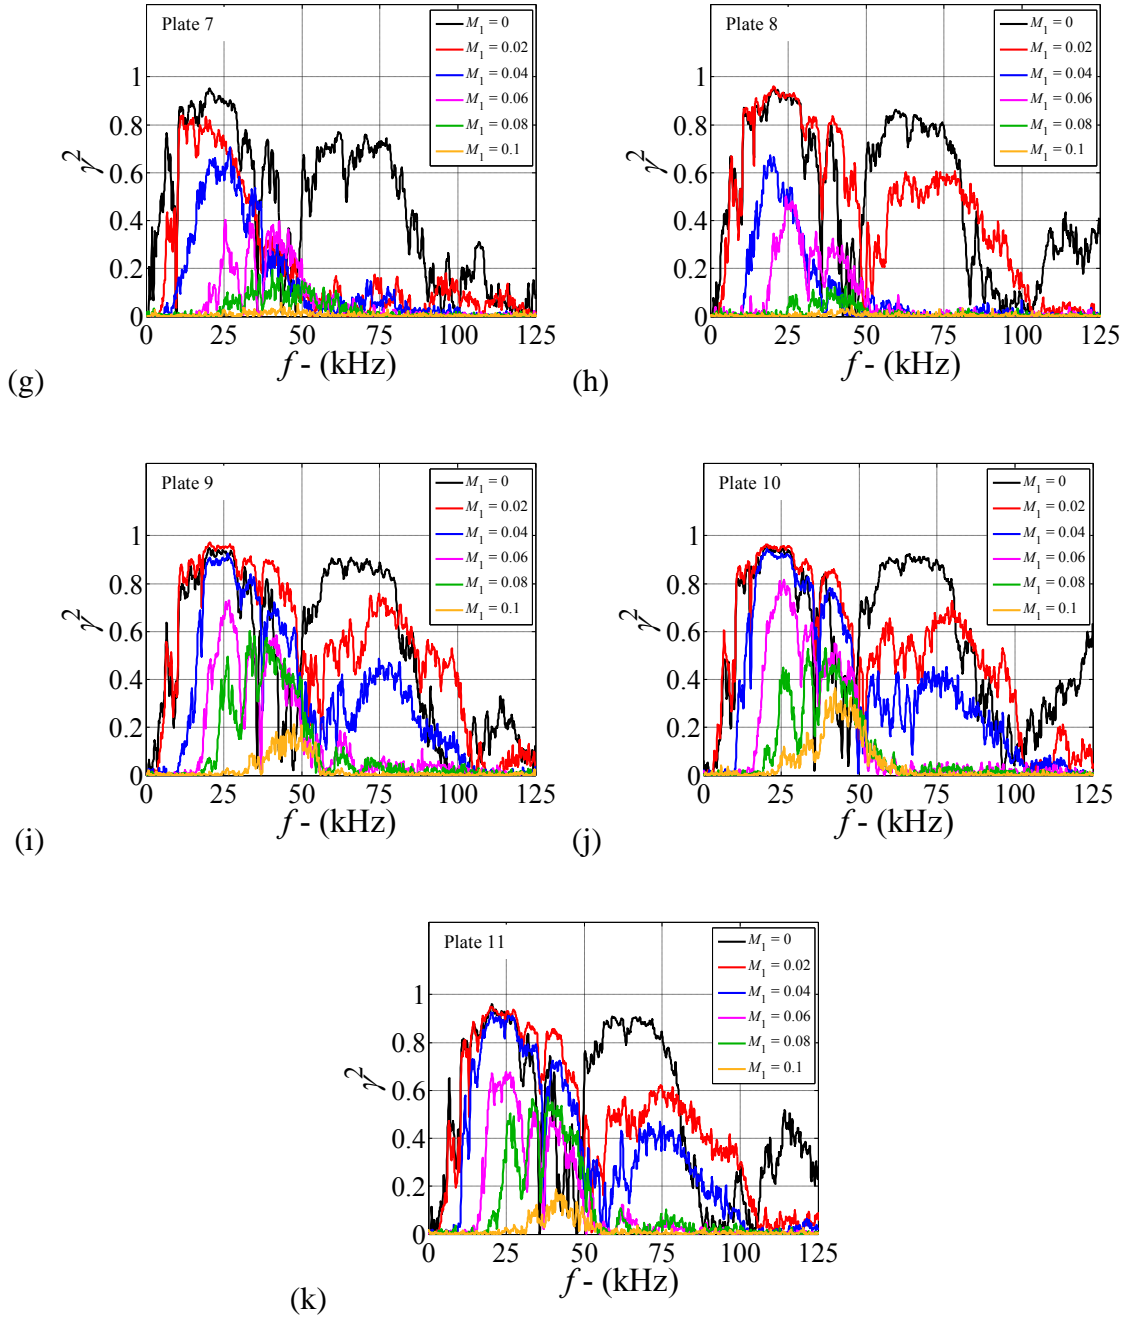 Plate 7
M1 = 0
M1 = 0.02
M1 = 0.04
M1 = 0.06
M1 = 0.08
M1 = 0.1
1
0.8
0.6
0.4
0.2
0
γ2
0 25 50 75 100 125
f - (kHz)
(g)
Plate 8
M1 = 0
M1 = 0.02
M1 = 0.04
M1 = 0.06
M1 = 0.08
M1 = 0.1
1
0.8
0.6
0.4
0.2
0
γ2
0 25 50 75 100 125
f - (kHz)
(h)
Plate 9
M1 = 0
M1 = 0.02
M1 = 0.04
M1 = 0.06
M1 = 0.08
M1 = 0.1
1
0.8
0.6
0.4
0.2
0
γ2
0 25 50 75 100 125
f - (kHz)
(i)
Plate 10
M1 = 0
M1 = 0.02
M1 = 0.04
M1 = 0.06
M1 = 0.08
M1 = 0.1
1
0.8
0.6
0.4
0.2
0
γ2
0 25 50 75 100 125
f - (kHz)
(j)
Plate 11
M1 = 0
M1 = 0.02
M1 = 0.04
M1 = 0.06
M1 = 0.08
M1 = 0.1
1
0.8
0.6
0.4
0.2
0
γ2
0 25 50 75 100 125
f - (kHz)
(k)